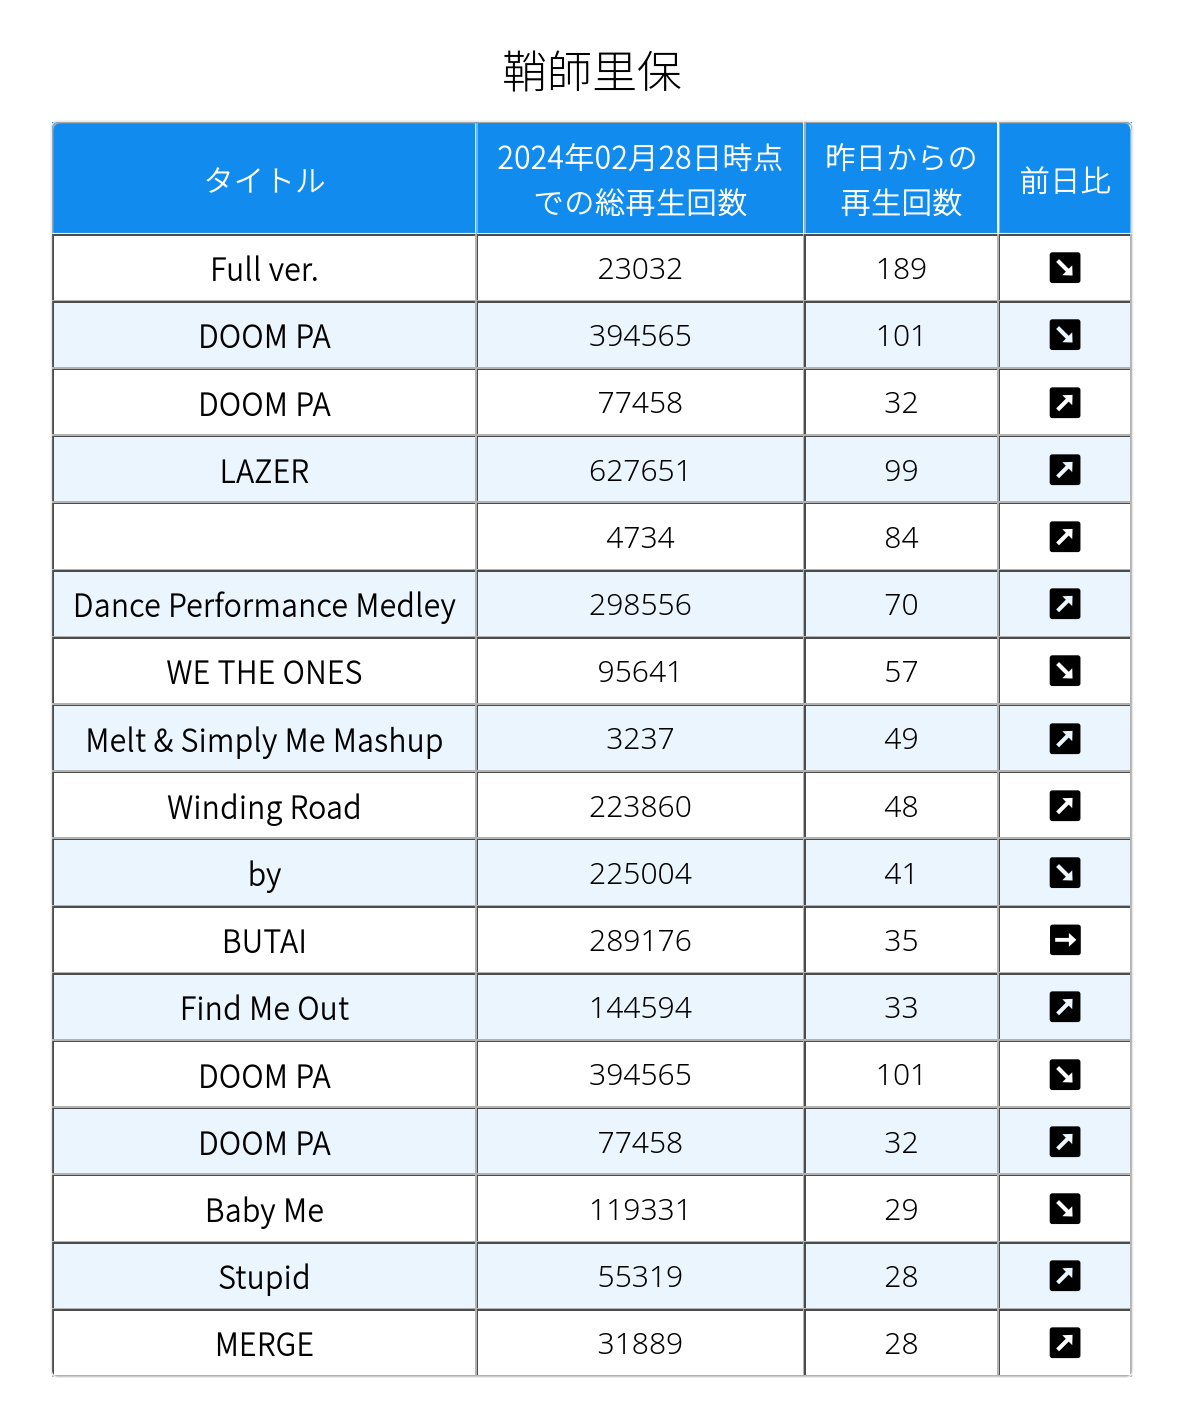 鞘師里保
タイトル 2024年02月28日時点での総再生回数 昨日からの再生回数 前日比
Full ver. 23032 189 ↘
DOOM PA 394565 101 ↘
DOOM PA 77458 32 ↗
LAZER 627651 99 ↗
4734 84 ↗
Dance Performance Medley 298556 70 ↗
WE THE ONES 95641 57 ↘
Melt & Simply Me Mashup 3237 49 ↗
Winding Road 223860 48 ↗
by 225004 41 ↘
BUTAI 289176 35 →
Find Me Out 144594 33 ↗
DOOM PA 394565 101 ↘
DOOM PA 77458 32 ↗
Baby Me 119331 29 ↘
Stupid 55319 28 ↗
MERGE 31889 28 ↗